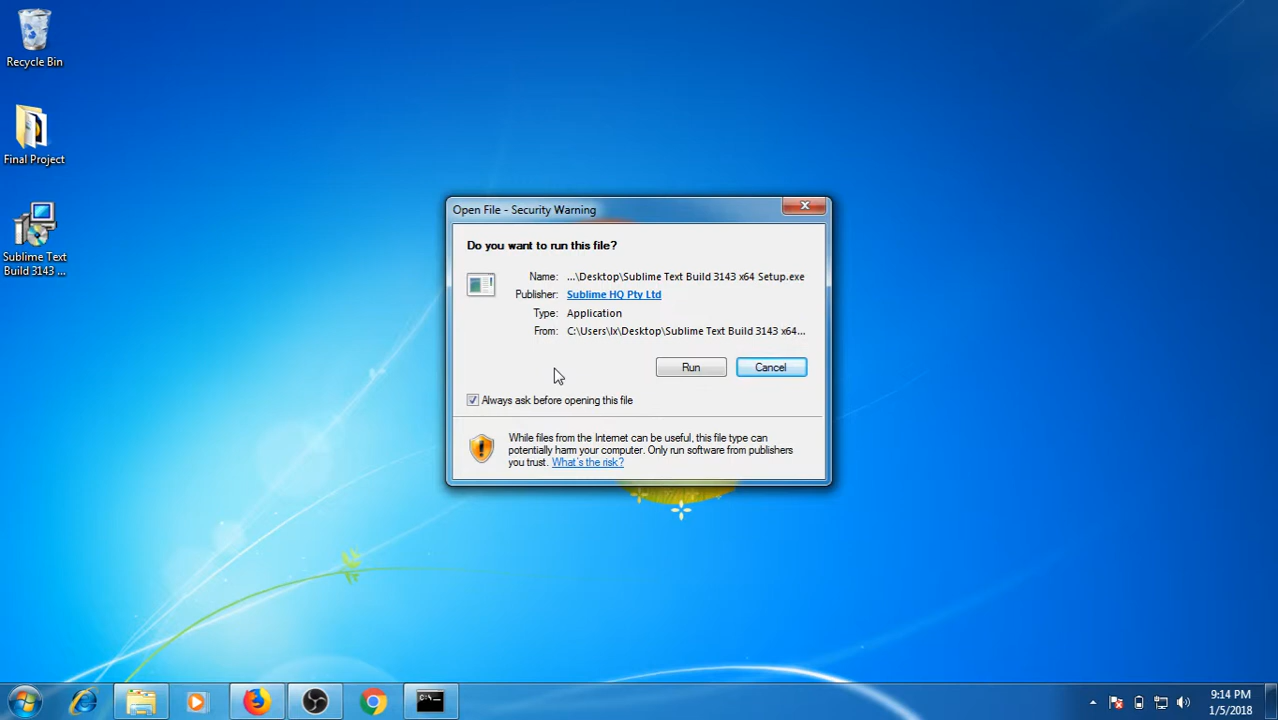 Recycle Bin
Final Project
Sublime Text
Build 3143 ...
Open File - Security Warning
Do you want to run this file?
Name: ...\Desktop\Sublime Text Build 3143 x64 Setup.exe
Publisher: Sublime HQ Pty Ltd
Type: Application
From: C:\Users\lx\Desktop\Sublime Text Build 3143 x64...
Run Cancel
Always ask before opening this file
While files from the Internet can be useful, this file type can
potentially harm your computer. Only run software from publishers
you trust. What's the risk?
C:\_
9:14 PM
1/5/2018